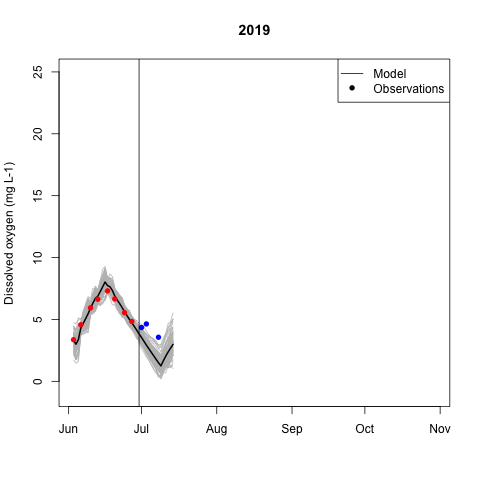 2019
Model
Observations
Dissolved oxygen (mg L-1)
25
20
15
10
5
0
Jun Jul Aug Sep Oct Nov